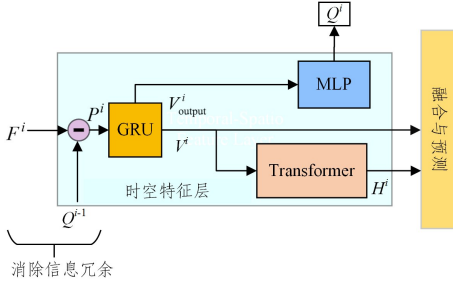 Q^i
MLP
F^i
P^i
GRU
V^i_output
V^i
Transformer
H^i
时空特征层
Q^{i-1}
消除信息冗余
融合与预测